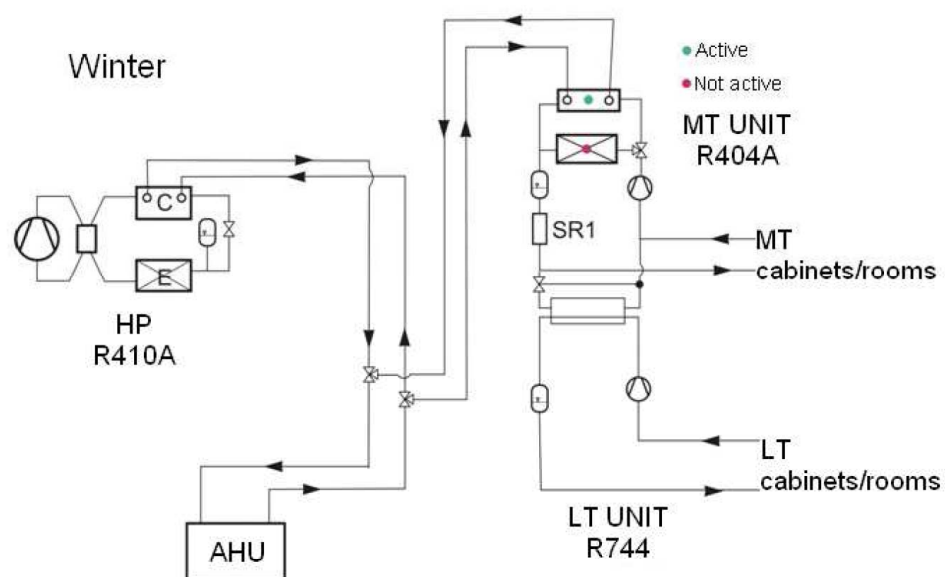 Winter
Active
Not active
MT UNIT
R404A
C
E
SR1
MT
cabinets/rooms
HP
R410A
LT
cabinets/rooms
LT UNIT
R744
AHU